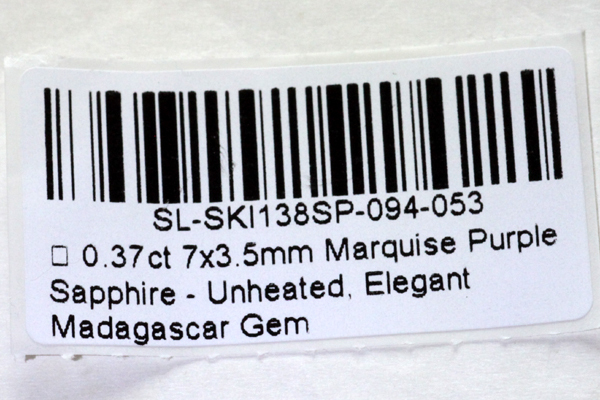 SL-SKI138SP-094-053
□ 0.37ct 7x3.5mm Marquise Purple
Sapphire - Unheated, Elegant
Madagascar Gem